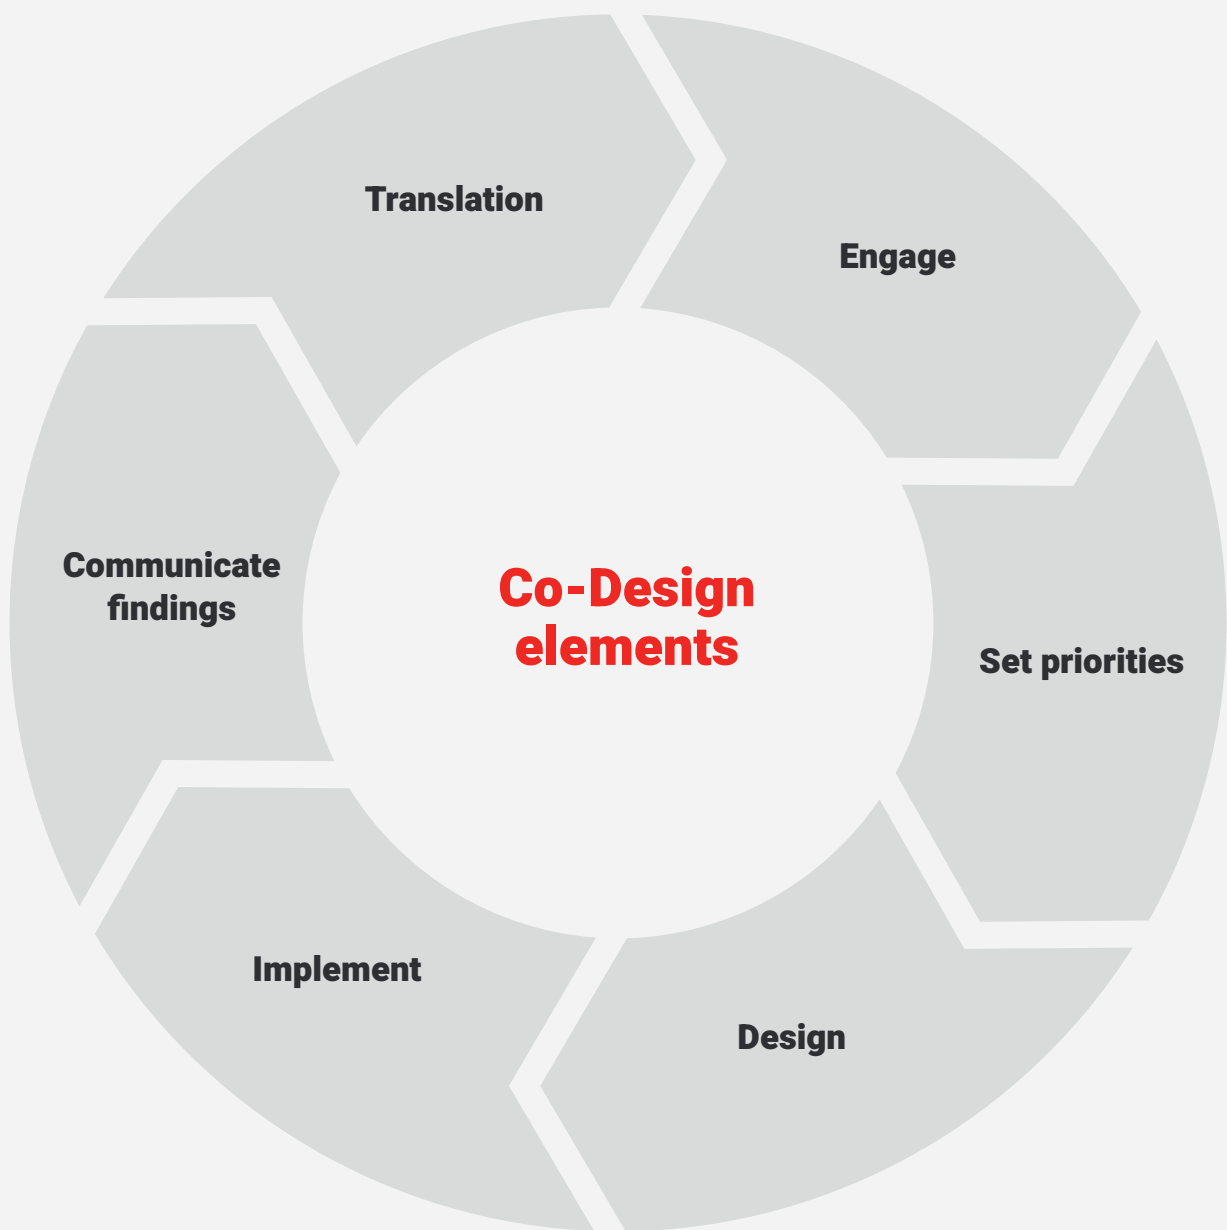 Translation
Engage
Communicate
findings
Co-Design
elements
Set priorities
Implement
Design